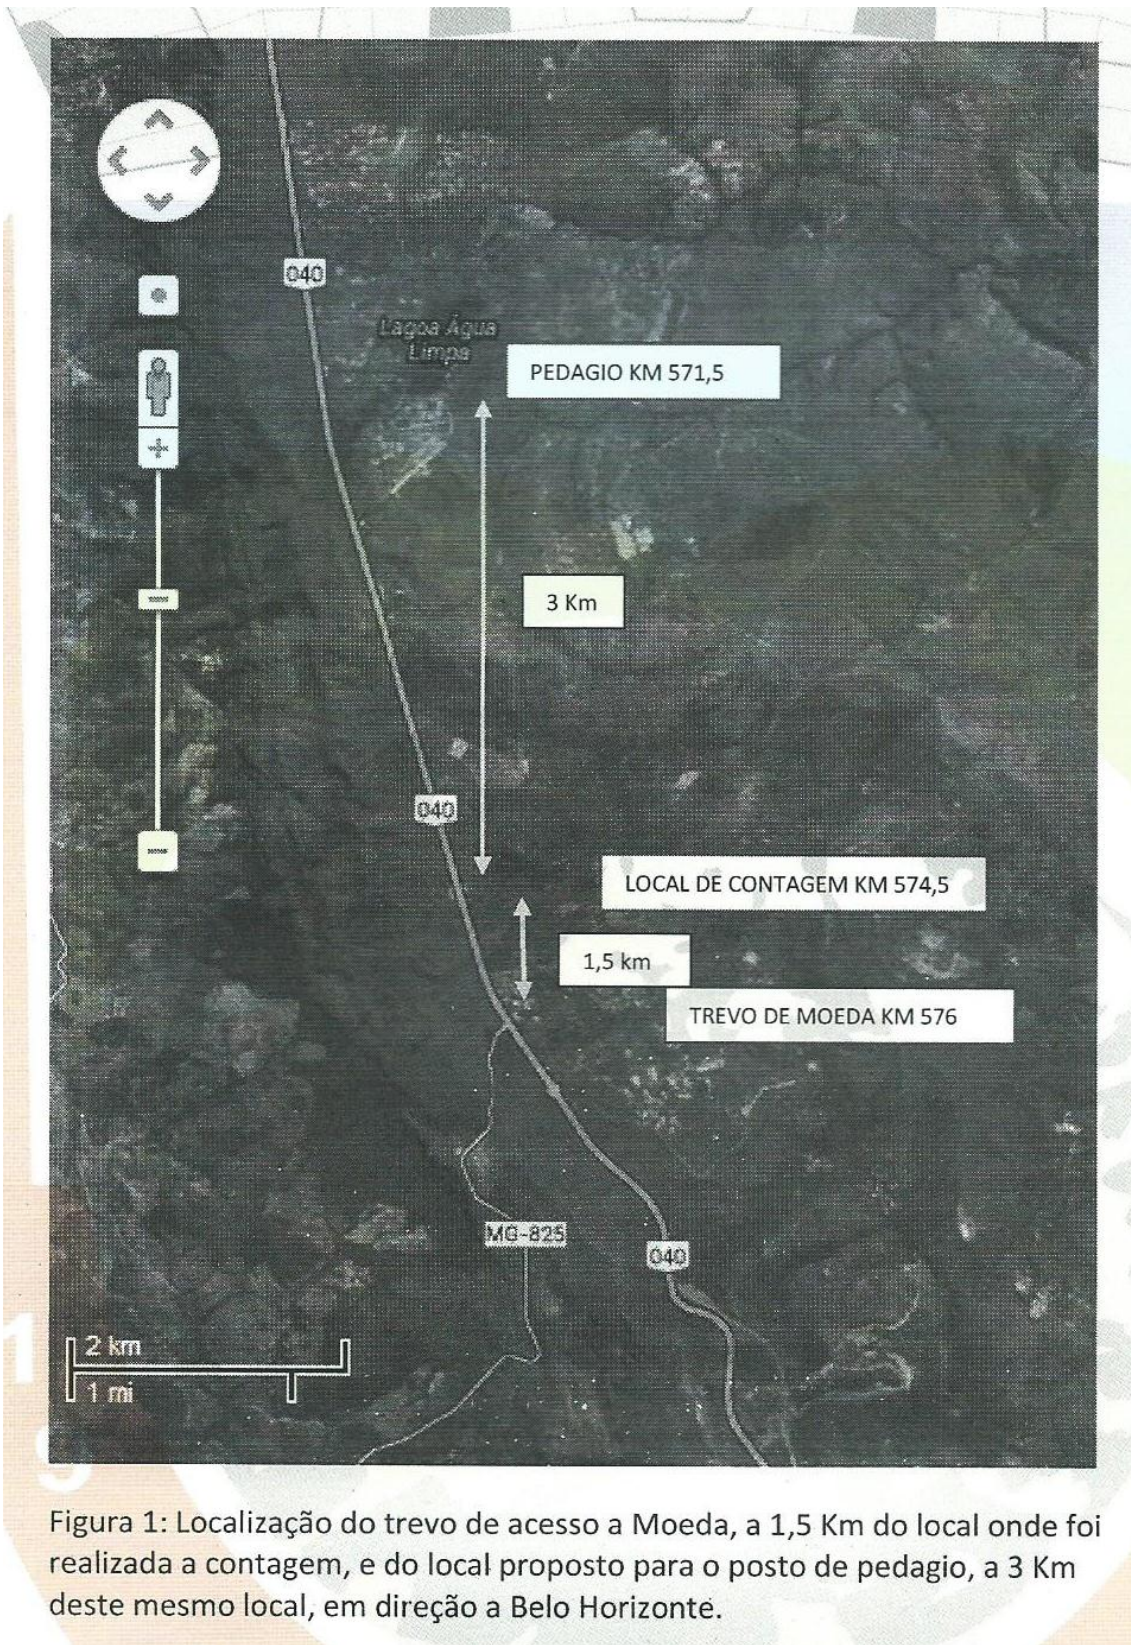 040
Lagoa Água
Limpa
PEDAGIO KM 571,5
3 Km
040
LOCAL DE CONTAGEM KM 574,5
1,5 km
TREVO DE MOEDA KM 576
MG-825
040
2 km
1 mi
1
9
Figura 1: Localização do trevo de acesso a Moeda, a 1,5 Km do local onde foi
realizada a contagem, e do local proposto para o posto de pedagio, a 3 Km
deste mesmo local, em direção a Belo Horizonte.